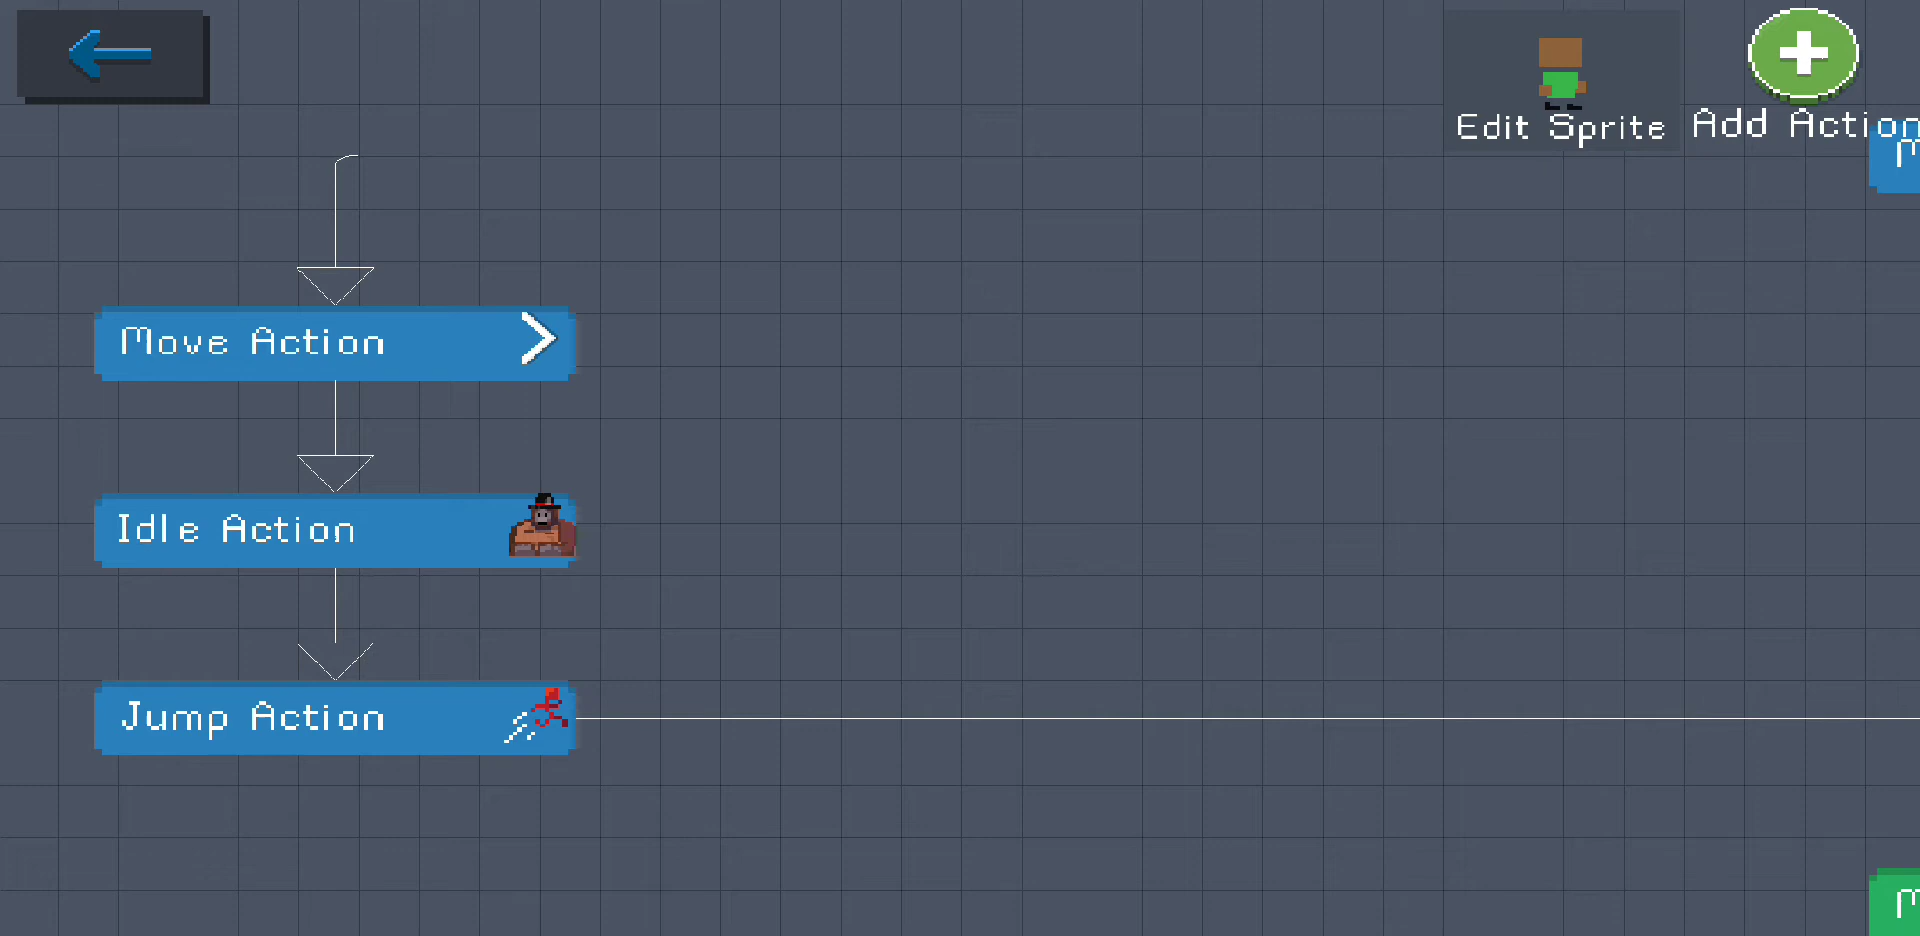 Edit Sprite
Add Action
Move Action
Idle Action
Jump Action